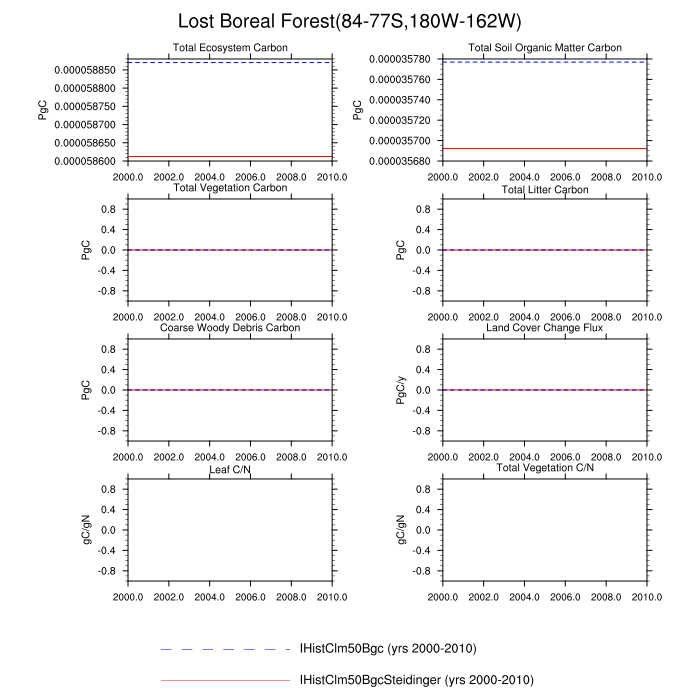 Lost Boreal Forest(84-77S,180W-162W)
Total Ecosystem Carbon
PgC
0.000058850
0.000058800
0.000058750
0.000058700
0.000058650
0.000058600
2000.0 2002.0 2004.0 2006.0 2008.0 2010.0
Total Soil Organic Matter Carbon
PgC
0.000035780
0.000035760
0.000035740
0.000035720
0.000035700
0.000035680
2000.0 2002.0 2004.0 2006.0 2008.0 2010.0
Total Vegetation Carbon
PgC
0.8
0.4
0.0
-0.4
-0.8
2000.0 2002.0 2004.0 2006.0 2008.0 2010.0
Total Litter Carbon
PgC
0.8
0.4
0.0
-0.4
-0.8
2000.0 2002.0 2004.0 2006.0 2008.0 2010.0
Coarse Woody Debris Carbon
PgC
0.8
0.4
0.0
-0.4
-0.8
2000.0 2002.0 2004.0 2006.0 2008.0 2010.0
Land Cover Change Flux
PgC/y
0.8
0.4
0.0
-0.4
-0.8
2000.0 2002.0 2004.0 2006.0 2008.0 2010.0
Leaf C/N
gC/gN
0.8
0.4
0.0
-0.4
-0.8
2000.0 2002.0 2004.0 2006.0 2008.0 2010.0
Total Vegetation C/N
gC/gN
0.8
0.4
0.0
-0.4
-0.8
2000.0 2002.0 2004.0 2006.0 2008.0 2010.0
IHistClm50Bgc (yrs 2000-2010)
IHistClm50BgcSteidinger (yrs 2000-2010)